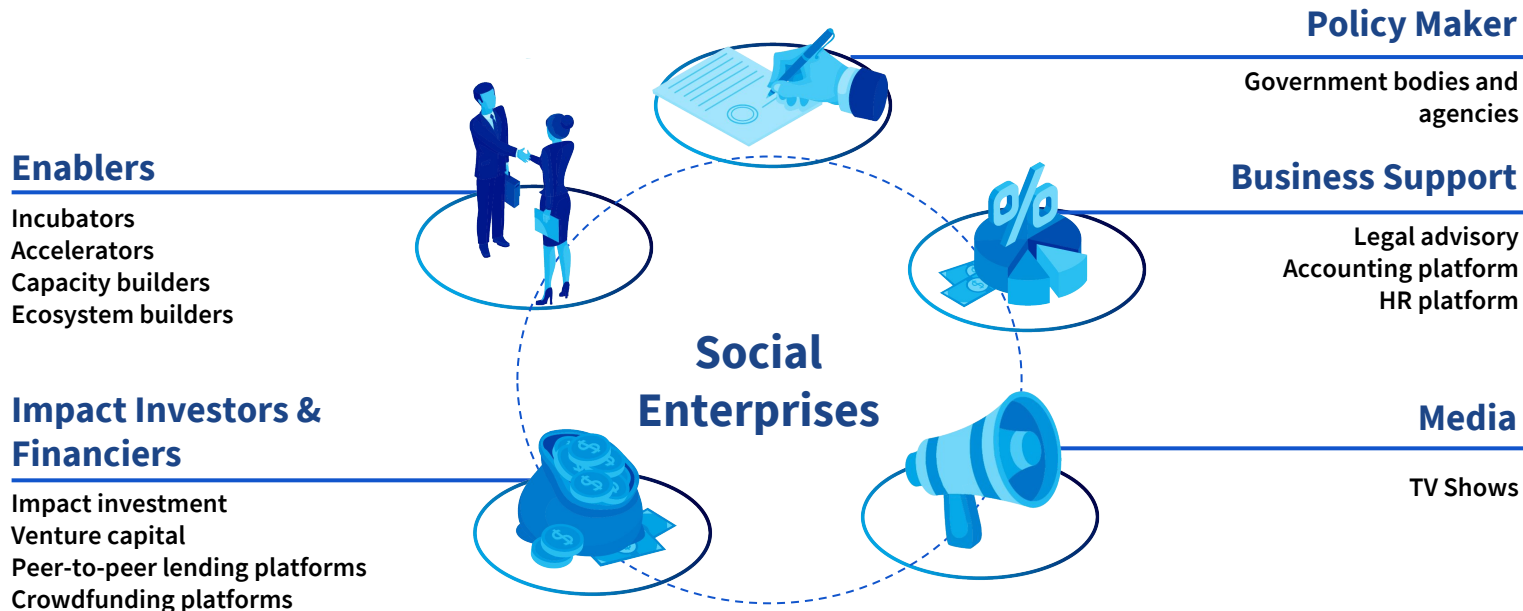 Policy Maker
Government bodies and
agencies
Enablers
Incubators
Accelerators
Capacity builders
Ecosystem builders
Business Support
Legal advisory
Accounting platform
HR platform
Social
Enterprises
Impact Investors &
Financiers
Impact investment
Venture capital
Peer-to-peer lending platforms
Crowdfunding platforms
Media
TV Shows